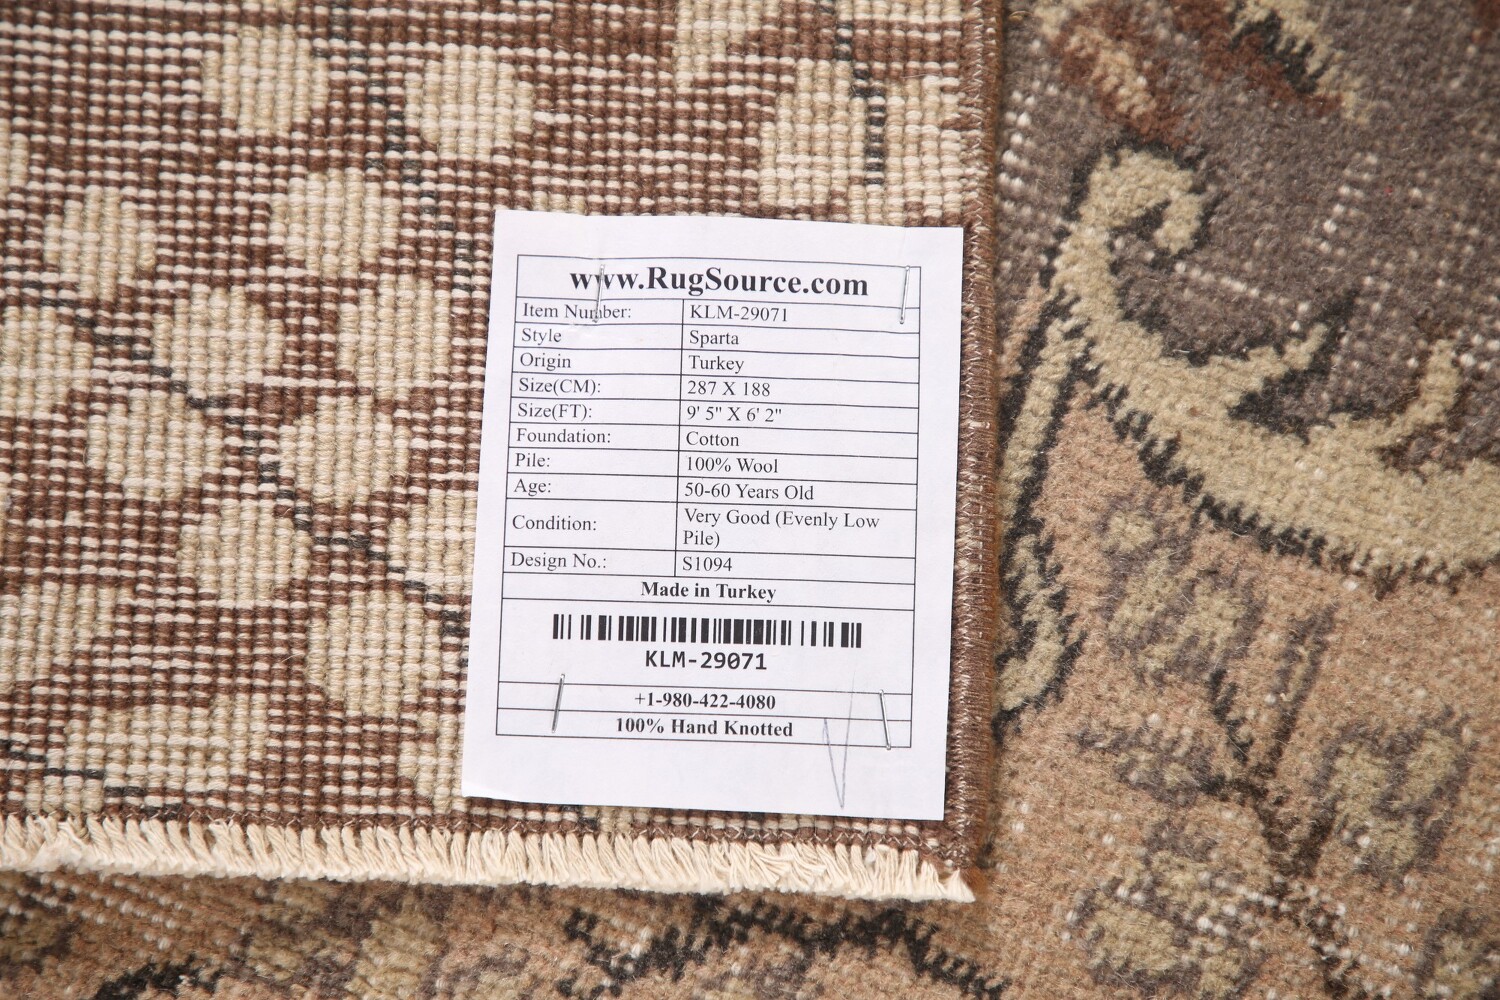 www.RugSource.com
Item Number: KLM-29071
Style Sparta
Origin Turkey
Size(CM): 287 X 188
Size(FT): 9' 5" X 6' 2"
Foundation: Cotton
Pile: 100% Wool
Age: 50-60 Years Old
Condition: Very Good (Evenly Low
Pile)
Design No.: S1094
Made in Turkey
KLM-29071
+1-980-422-4080
100% Hand Knotted